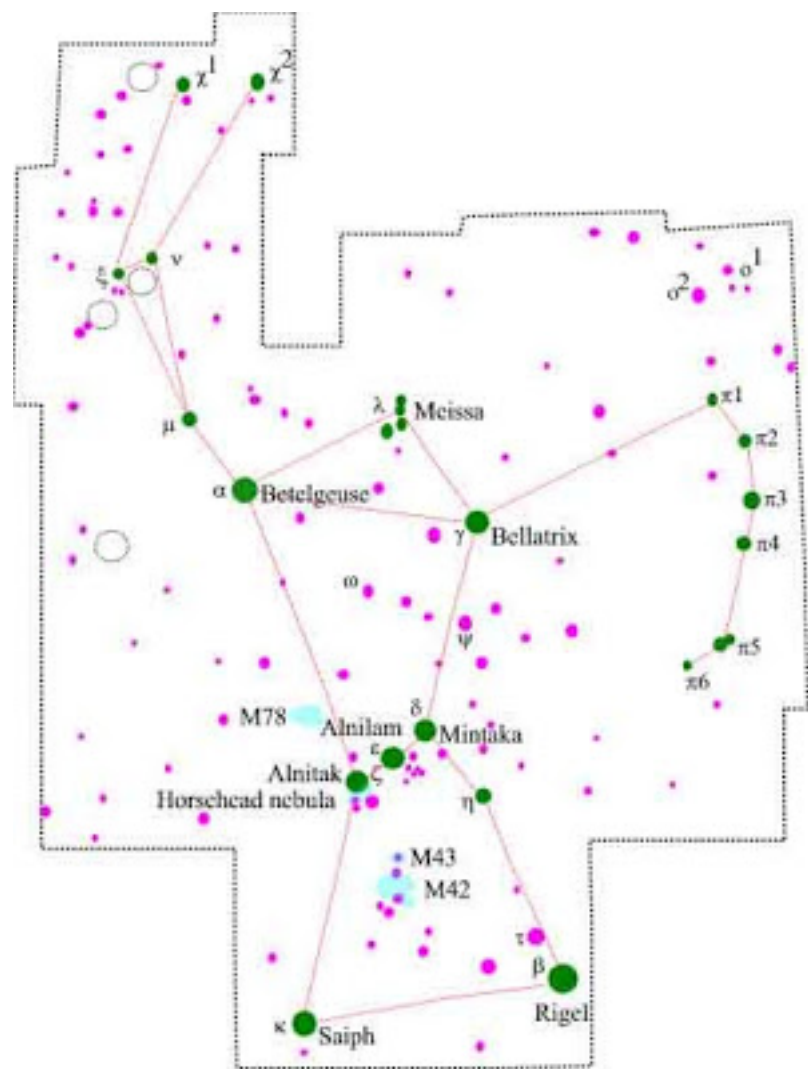 χ1
χ2
ν
ξ
ο1
ο2
π1
λ
Meissa
μ
π2
α
Betelgeuse
π3
γ
Bellatrix
π4
ω
ψ
π5
π6
δ
M78
Alnilam
Mintaka
ε
ζ
Alnitak
Horsehead nebula
η
M43
M42
τ
β
Rigel
κ
Saiph